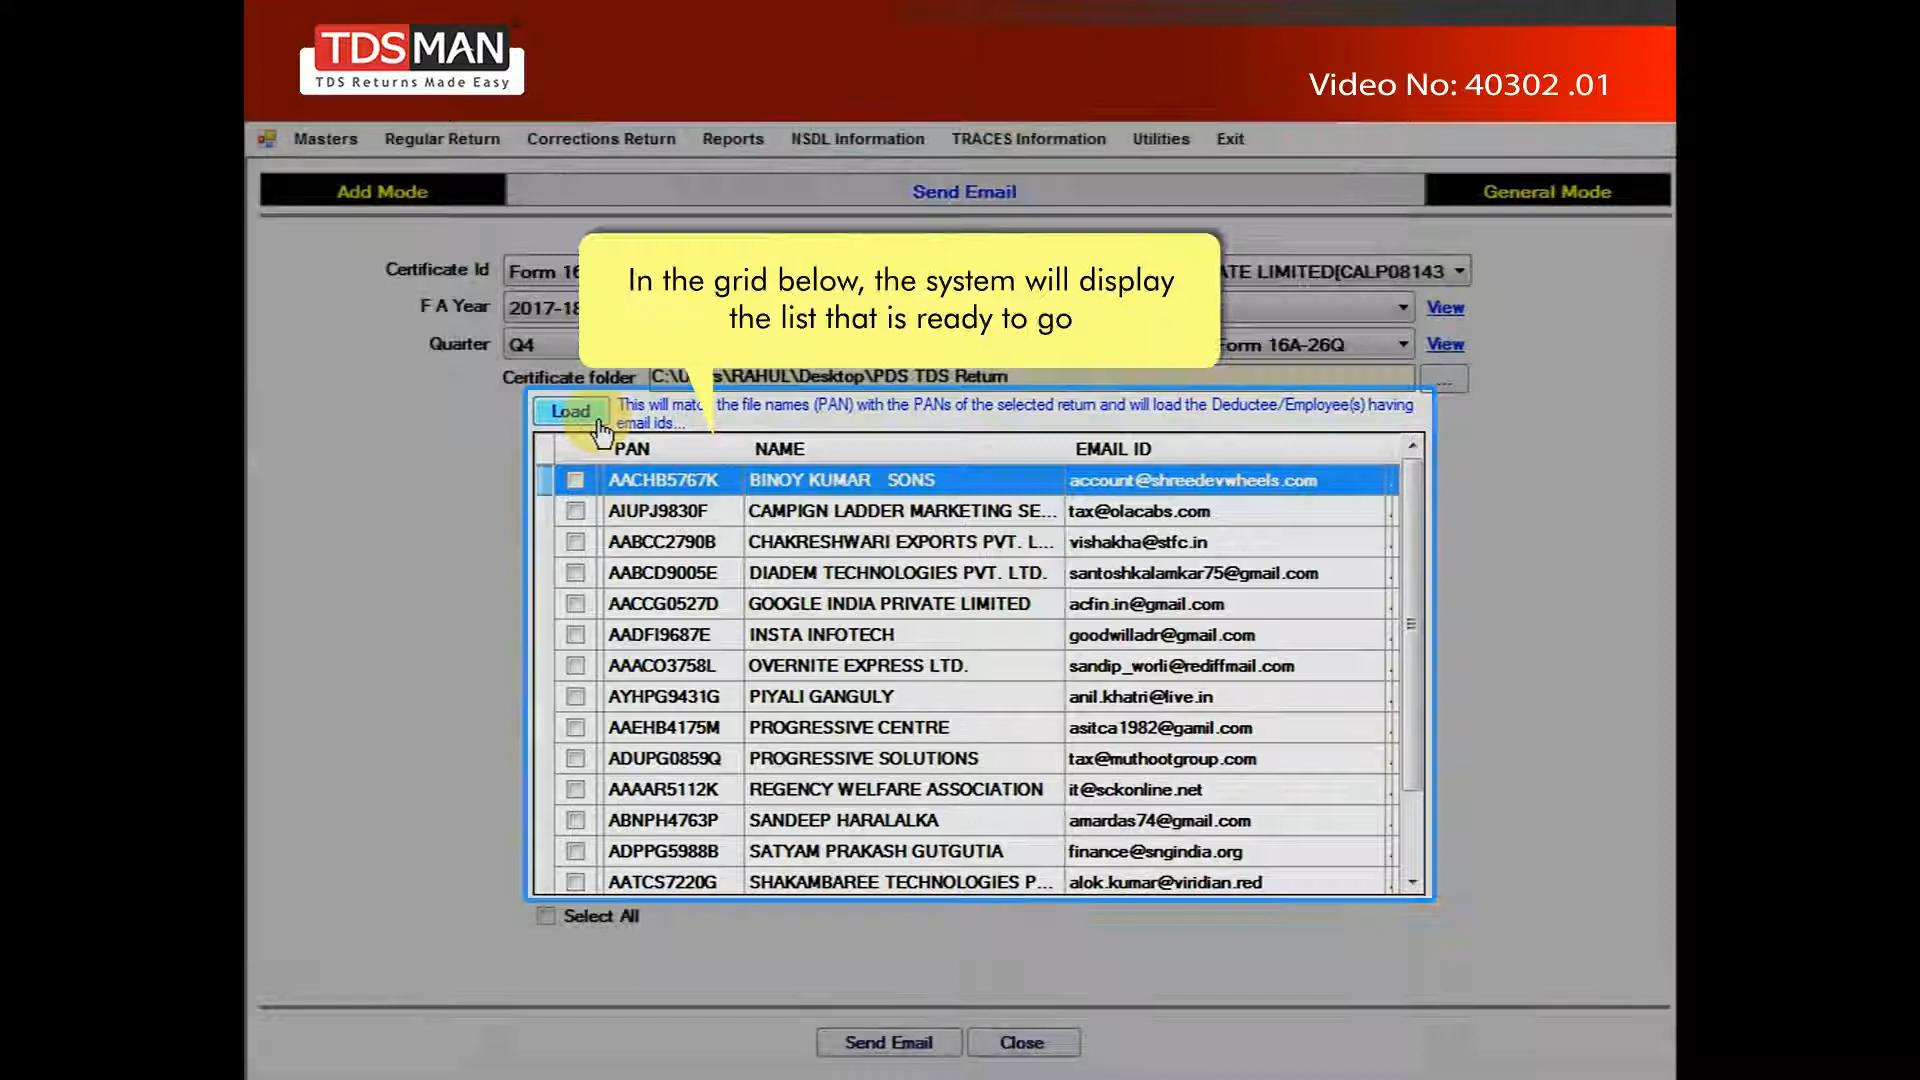 TDSMAN
TDS Returns Made Easy
Video No: 40302 .01
Masters Regular Return Corrections Return Reports NSDL Information TRACES Information Utilities Exit
Add Mode Send Email General Mode
In the grid below, the system will display
the list that is ready to go
Certificate Id Form 16 ATE LIMITED[CALP08143
F A Year 2017-18 View
Quarter Q4 Form 16A-26Q View
Certificate folder C:\Users\RAHUL\Desktop\PDS TDS Return ...
Load This will match the file names (PAN) with the PANs of the selected return and will load the Deductee/Employee(s) having
email ids...
PAN NAME EMAIL ID
AACHB5767K BINOY KUMAR SONS account@shreedevwheels.com
AIUPJ9830F CAMPIGN LADDER MARKETING SE... tax@olacabs.com
AABCC2790B CHAKRESHWARI EXPORTS PVT. L... vishakha@stfc.in
AABCD9005E DIADEM TECHNOLOGIES PVT. LTD. santoshkalamkar75@gmail.com
AACCG0527D GOOGLE INDIA PRIVATE LIMITED acfin.in@gmail.com
AADFI9687E INSTA INFOTECH goodwilladr@gmail.com
AAACO3758L OVERNITE EXPRESS LTD. sandip_worli@rediffmail.com
AYHPG9431G PIYALI GANGULY anil.khatri@live.in
AAEHB4175M PROGRESSIVE CENTRE asitca1982@gamil.com
ADUPG0859Q PROGRESSIVE SOLUTIONS tax@muthootgroup.com
AAAAR5112K REGENCY WELFARE ASSOCIATION it@sckonline.net
ABNPH4763P SANDEEP HARALALKA amardas74@gmail.com
ADPPG5988B SATYAM PRAKASH GUTGUTIA finance@sngindia.org
AATCS7220G SHAKAMBAREE TECHNOLOGIES P... alok.kumar@viridian.red
Select All
Send Email Close